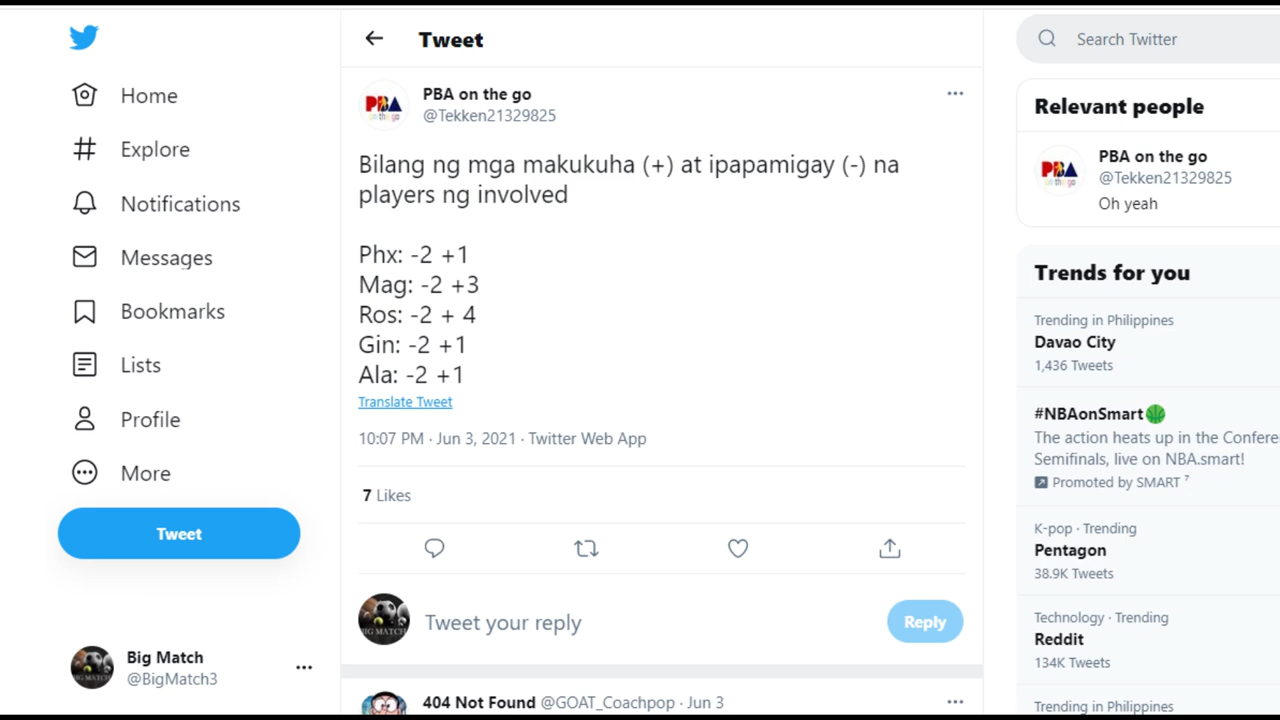 Home
Explore
Notifications
Messages
Bookmarks
Lists
Profile
More
Tweet
Big Match
@BigMatch3
Tweet
PBA on the go
@Tekken21329825
Bilang ng mga makukuha (+) at ipapamigay (-) na
players ng involved
Phx: -2 +1
Mag: -2 +3
Ros: -2 + 4
Gin: -2 +1
Ala: -2 +1
Translate Tweet
10:07 PM · Jun 3, 2021 · Twitter Web App
7 Likes
Tweet your reply
Reply
404 Not Found @GOAT_Coachpop · Jun 3
Search Twitter
Relevant people
PBA on the go
@Tekken21329825
Oh yeah
Trends for you
Trending in Philippines
Davao City
1,436 Tweets
#NBAonSmart
The action heats up in the Confere
Semifinals, live on NBA.smart!
Promoted by SMART 7
K-pop · Trending
Pentagon
38.9K Tweets
Technology · Trending
Reddit
134K Tweets
Trending in Philippines